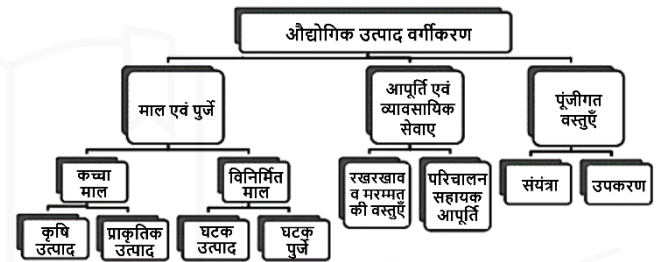 औद्योगिक उत्पाद वर्गीकरण
माल एवं पुर्जे
आपूर्ति एवं
व्यावसायिक
सेवाए
पूंजीगत
वस्तुएँ
कच्चा
माल
विनिर्मित
माल
रखरखाव
व मरम्मत
की वस्तुएँ
परिचालन
सहायक
आपूर्ति
संयंत्रा
उपकरण
कृषि
उत्पाद
प्राकृतिक
उत्पाद
घटक
उत्पाद
घटक
पुर्जे